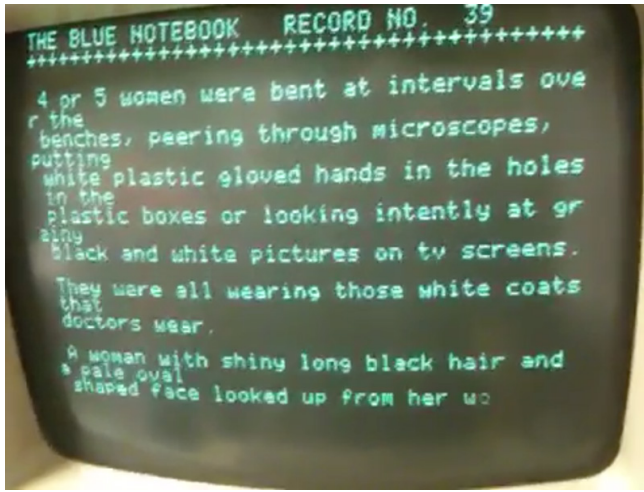 THE BLUE NOTEBOOK RECORD NO. 39
++++++++++++++++++++++++++++++++++++++++
4 or 5 women were bent at intervals ove
r the
benches, peering through microscopes,
putting
white plastic gloved hands in the holes
in the
plastic boxes or looking intently at gr
ainy
black and white pictures on tv screens.
They were all wearing those white coats
that
doctors wear.
A woman with shiny long black hair and
a pale oval
shaped face looked up from her wo